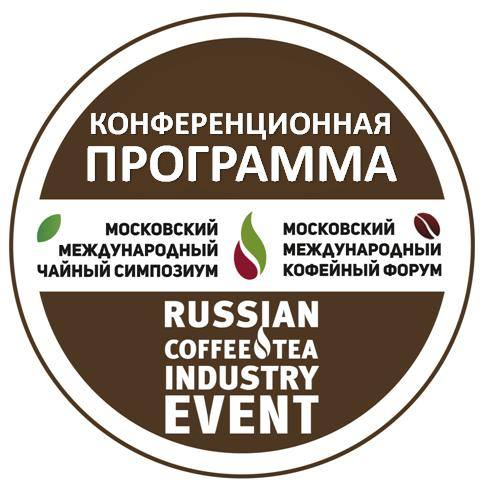 КОНФЕРЕНЦИОННАЯ
ПРОГРАММА
МОСКОВСКИЙ
МЕЖДУНАРОДНЫЙ
ЧАЙНЫЙ СИМПОЗИУМ
МОСКОВСКИЙ
МЕЖДУНАРОДНЫЙ
КОФЕЙНЫЙ ФОРУМ
RUSSIAN
COFFEE TEA
INDUSTRY
EVENT